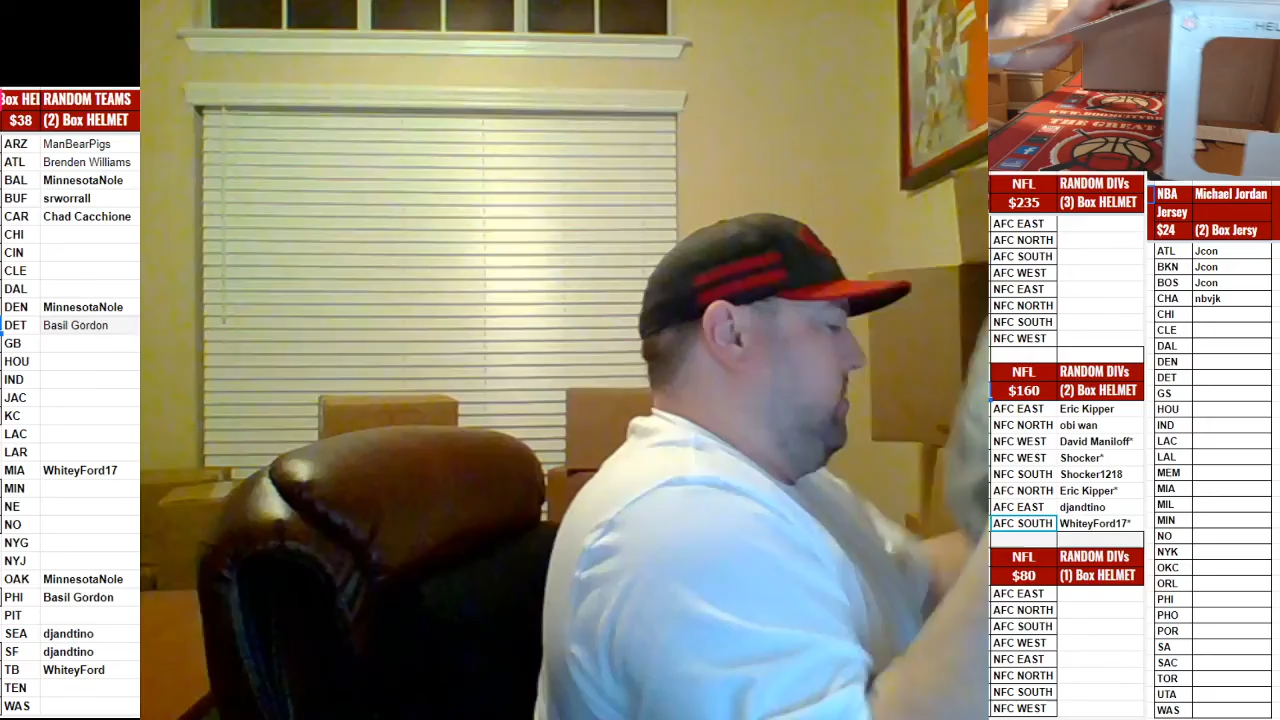 Box HEI RANDOM TEAMS
$38 (2) Box HELMET
ARZ ManBearPigs
ATL Brenden Williams
BAL MinnesotaNole
BUF srworrall
CAR Chad Cacchione
CHI
CIN
CLE
DAL
DEN MinnesotaNole
DET Basil Gordon
GB
HOU
IND
JAC
KC
LAC
LAR
MIA WhiteyFord17
MIN
NE
NO
NYG
NYJ
OAK MinnesotaNole
PHI Basil Gordon
PIT
SEA djandtino
SF djandtino
TB WhiteyFord
TEN
WAS
THE GREAT
NFL RANDOM DIVs
$235 (3) Box HELMET
AFC EAST
AFC NORTH
AFC SOUTH
AFC WEST
NFC EAST
NFC NORTH
NFC SOUTH
NFC WEST
NFL RANDOM DIVs
$160 (2) Box HELMET
AFC EAST Eric Kipper
NFC NORTH obi wan
NFC WEST David Maniloff*
NFC WEST Shocker*
NFC SOUTH Shocker1218
AFC NORTH Eric Kipper*
AFC EAST djandtino
AFC SOUTH WhiteyFord17*
NFL RANDOM DIVs
$80 (1) Box HELMET
AFC EAST
AFC NORTH
AFC SOUTH
AFC WEST
NFC EAST
NFC NORTH
NFC SOUTH
NFC WEST
NBA Michael Jordan
Jersey
$24 (2) Box Jersy
ATL Jcon
BKN Jcon
BOS Jcon
CHA nbvjk
CHI
CLE
DAL
DEN
DET
GS
HOU
IND
LAC
LAL
MEM
MIA
MIL
MIN
NO
NYK
OKC
ORL
PHI
PHO
POR
SA
SAC
TOR
UTA
WAS